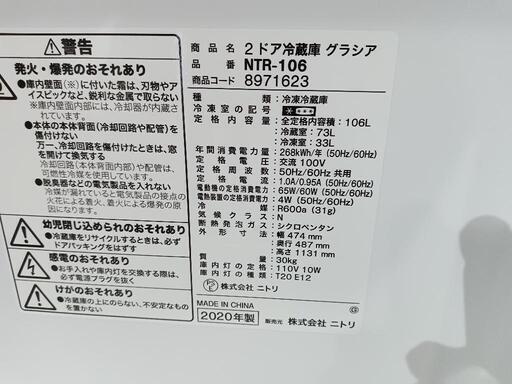 警告
発火・爆発のおそれあり
●庫内壁面(※)に付いた霜は、刃物やア
イスピックなど、鋭利な金属で取らない
※庫内壁面内部には、冷却器が内蔵さ
れています。
●本体の本体背面(冷却回路や配管)を
傷付けない
万一、冷却回路を傷付けたときは、窓
を開けて換気する
冷却回路(本体背面内部)や配管には、
可燃性冷媒を使用しています。
●脱臭器などの電気製品を入れない
冷媒が漏れていると電気製品の接点の
火花による着火・爆発の
原因になります。
幼児閉じ込められのおそれあり
●冷蔵庫をリサイクルするときは、必ず
ドアパッキングをはずす
感電のおそれあり
●お手入れや庫内灯を交換する際は、必
ず電源プラグを抜く
けがのおそれあり
●冷蔵庫の上にのらない、不安定なもの
を置かない
商品名 2ドア冷蔵庫 グラシア
品番 NTR-106
商品コード 8971623
種類:冷凍冷蔵庫
冷凍室の記号:
定格内容積:全定格内容積:106L
冷蔵室:73L
冷凍室:33L
年間消費電力量:268kWh/年(50Hz/60Hz)
定格電圧:交流 100V
定格周波数:50Hz/60Hz 共用
定格電流:1.0A/0.95A (50Hz/60Hz)
電動機の定格消費電力:65W/60W (50Hz/60Hz)
電熱装置の定格消費電力:4W (50Hz/60Hz)
冷媒:R600a (31g)
気候クラス:N
断熱発泡ガス:シクロペンタン
外形寸法:幅 474 mm
奥行 487 mm
高さ 1131 mm
質量:30kg
庫内灯の定格:110V 10W
庫内灯の形名:T20 E12
株式会社 ニトリ
MADE IN CHINA
G
2020年製
販売元 株式会社 ニトリ